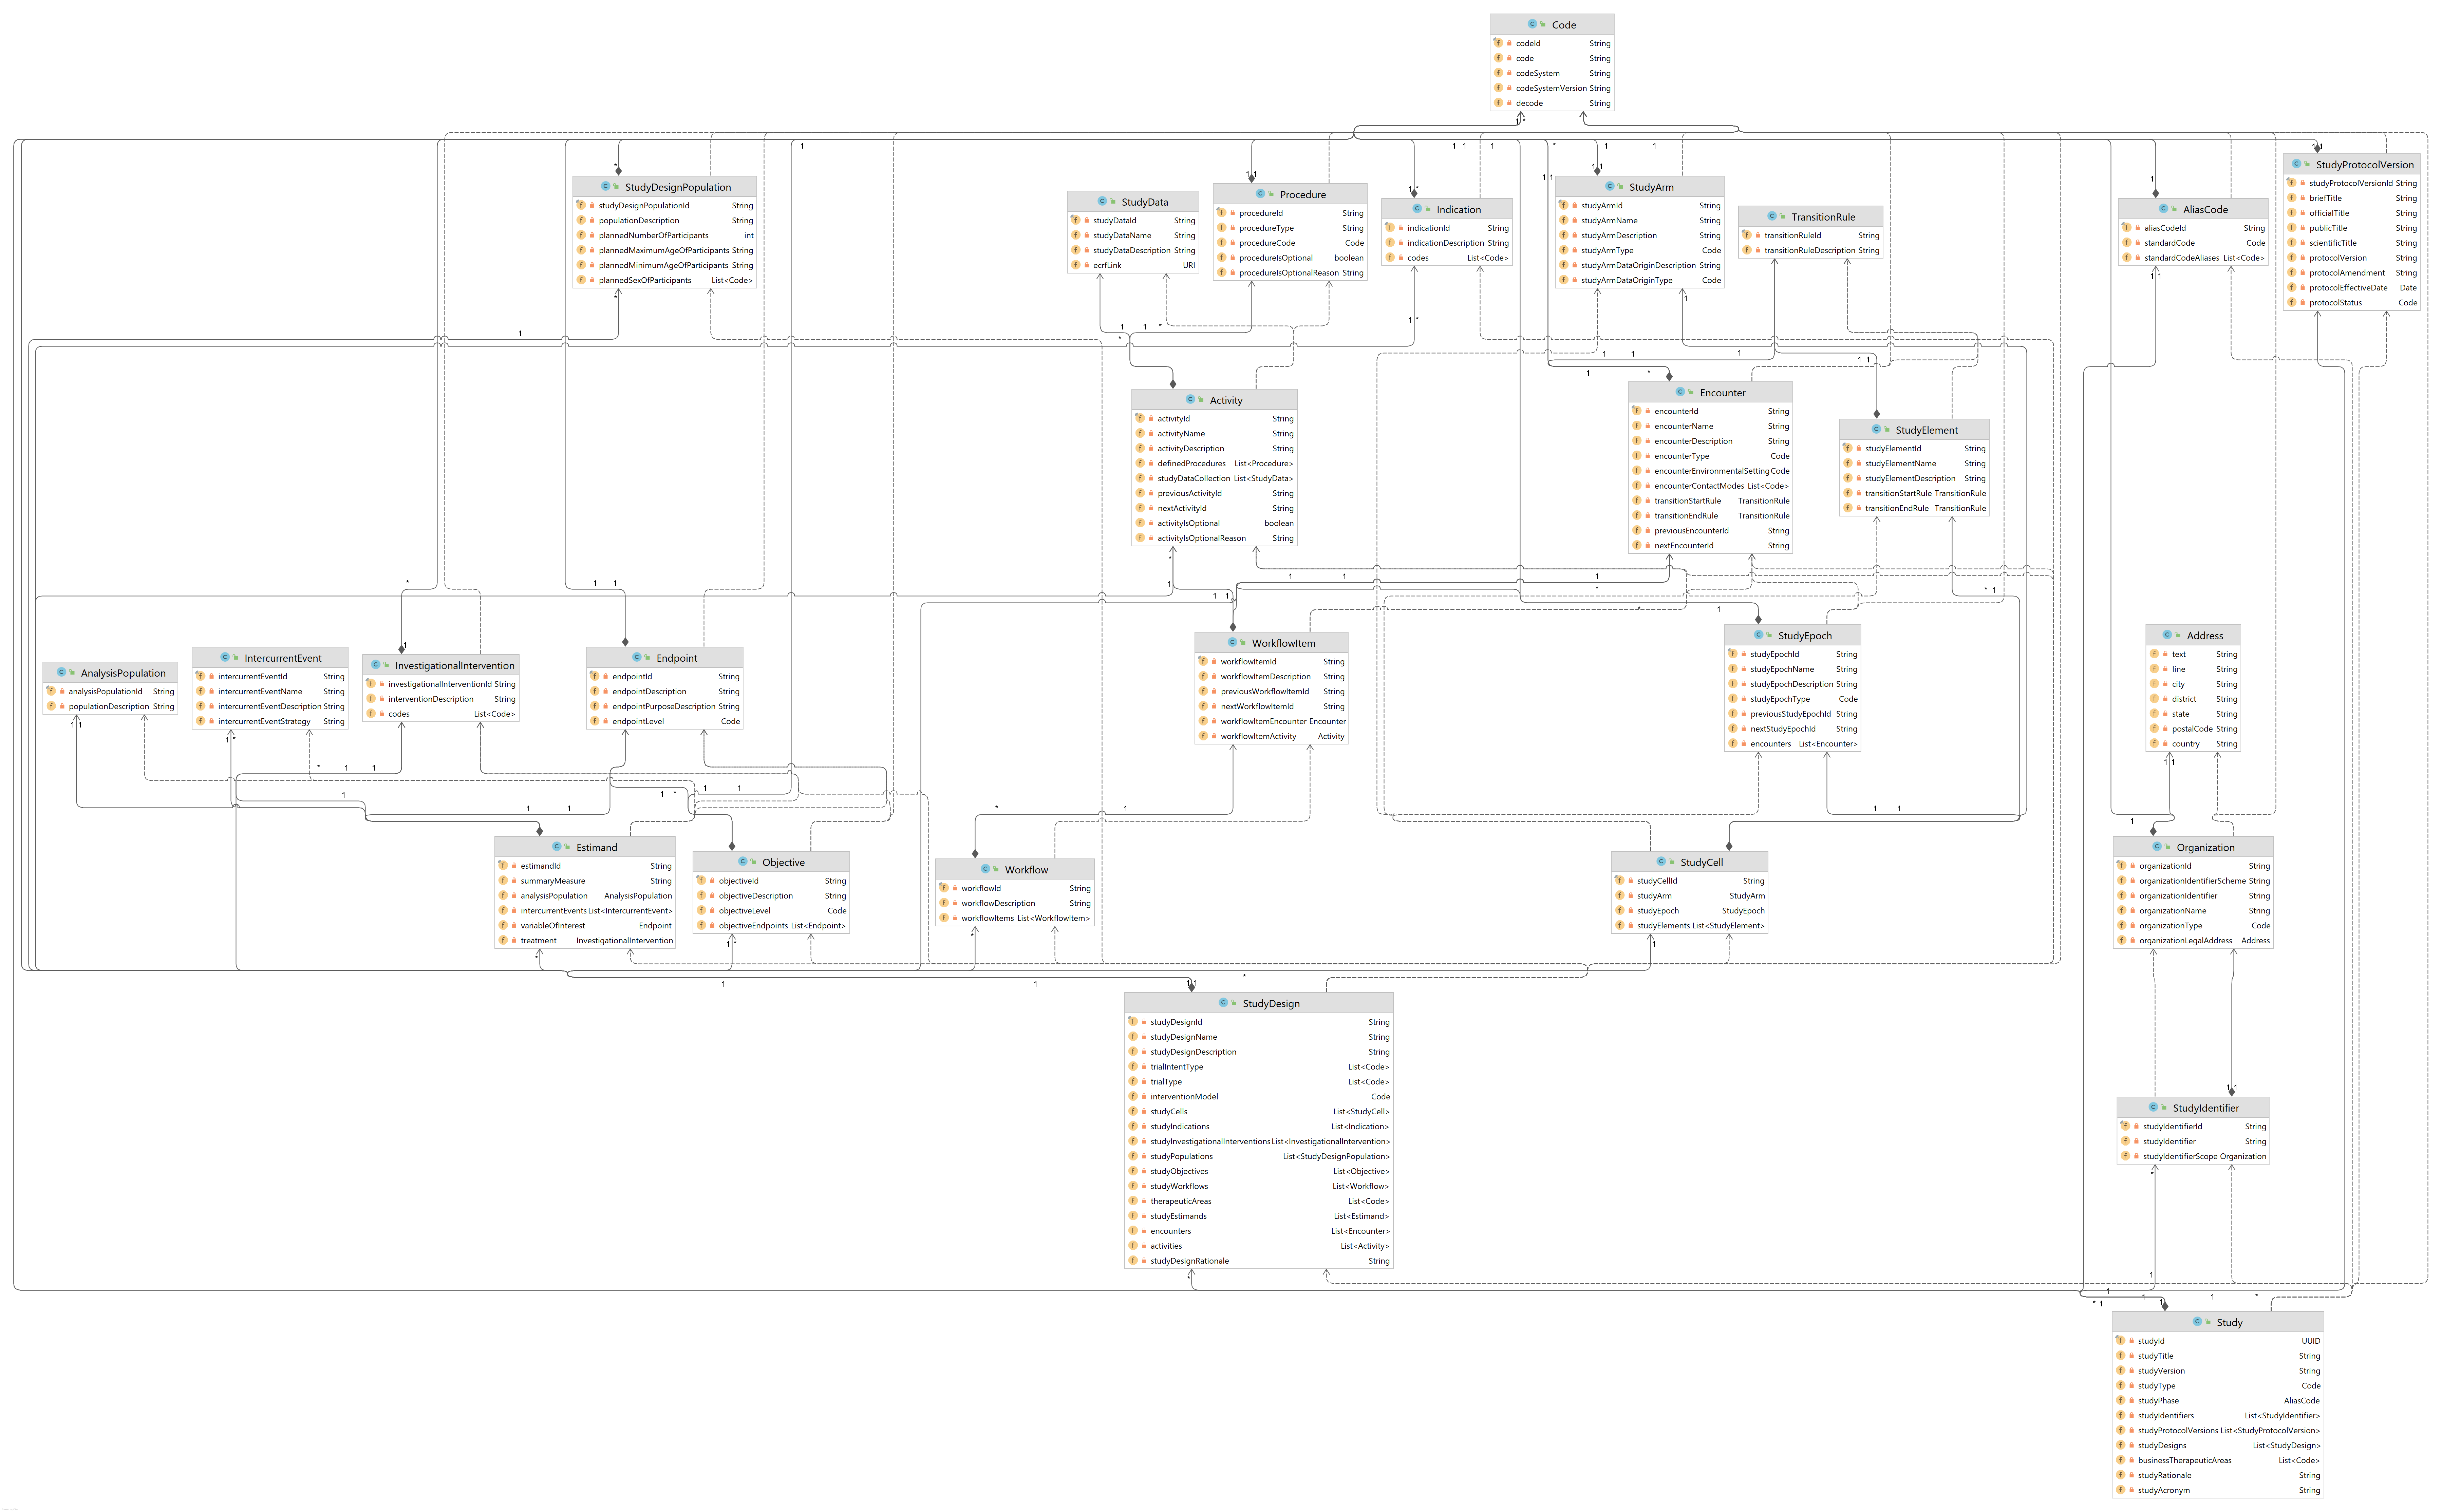 Code
codeId String
code String
codeSystem String
codeSystemVersion String
decode String
StudyDesignPopulation
studyDesignPopulationId String
populationDescription String
plannedNumberOfParticipants int
plannedMaximumAgeOfParticipants String
plannedMinimumAgeOfParticipants String
plannedSexOfParticipants List<Code>
StudyData
studyDataId String
studyDataName String
studyDataDescription String
ecrfLink URI
Procedure
procedureId String
procedureType String
procedureCode Code
procedureIsOptional boolean
procedureIsOptionalReason String
Indication
indicationId String
indicationDescription String
codes List<Code>
StudyArm
studyArmId String
studyArmName String
studyArmDescription String
studyArmType Code
studyArmDataOriginDescription String
studyArmDataOriginType Code
TransitionRule
transitionRuleId String
transitionRuleDescription String
AliasCode
aliasCodeId String
standardCode Code
standardCodeAliases List<Code>
StudyProtocolVersion
studyProtocolVersionId String
briefTitle String
officialTitle String
publicTitle String
scientificTitle String
protocolVersion String
protocolAmendment String
protocolEffectiveDate Date
protocolStatus Code
Activity
activityId String
activityName String
activityDescription String
definedProcedures List<Procedure>
studyDataCollection List<StudyData>
previousActivityId String
nextActivityId String
activityIsOptional boolean
activityIsOptionalReason String
Encounter
encounterId String
encounterName String
encounterDescription String
encounterType Code
encounterEnvironmentalSetting Code
encounterContactModes List<Code>
transitionStartRule TransitionRule
transitionEndRule TransitionRule
previousEncounterId String
nextEncounterId String
StudyElement
studyElementId String
studyElementName String
studyElementDescription String
transitionStartRule TransitionRule
transitionEndRule TransitionRule
AnalysisPopulation
analysisPopulationId String
populationDescription String
IntercurrentEvent
intercurrentEventId String
intercurrentEventName String
intercurrentEventDescription String
intercurrentEventStrategy String
InvestigationalIntervention
investigationalInterventionId String
interventionDescription String
codes List<Code>
Endpoint
endpointId String
endpointDescription String
endpointPurposeDescription String
endpointLevel Code
WorkflowItem
workflowItemId String
workflowItemDescription String
previousWorkflowItemId String
nextWorkflowItemId String
workflowItemEncounter Encounter
workflowItemActivity Activity
StudyEpoch
studyEpochId String
studyEpochName String
studyEpochDescription String
studyEpochType Code
previousStudyEpochId String
nextStudyEpochId String
encounters List<Encounter>
Address
text String
line String
city String
district String
state String
postalCode String
country String
Estimand
estimandId String
summaryMeasure String
analysisPopulation AnalysisPopulation
intercurrentEvents List<IntercurrentEvent>
variableOfInterest Endpoint
treatment InvestigationalIntervention
Objective
objectiveId String
objectiveDescription String
objectiveLevel Code
objectiveEndpoints List<Endpoint>
Workflow
workflowId String
workflowDescription String
workflowItems List<WorkflowItem>
StudyCell
studyCellId String
studyArm StudyArm
studyEpoch StudyEpoch
studyElements List<StudyElement>
Organization
organizationId String
organizationIdentifierScheme String
organizationIdentifier String
organizationName String
organizationType Code
organizationLegalAddress Address
StudyDesign
studyDesignId String
studyDesignName String
studyDesignDescription String
trialIntentType List<Code>
trialType List<Code>
interventionModel Code
studyCells List<StudyCell>
studyIndications List<Indication>
studyInvestigationalInterventions List<InvestigationalIntervention>
studyPopulations List<StudyDesignPopulation>
studyObjectives List<Objective>
studyWorkflows List<Workflow>
therapeuticAreas List<Code>
studyEstimands List<Estimand>
encounters List<Encounter>
activities List<Activity>
studyDesignRationale String
StudyIdentifier
studyIdentifierId String
studyIdentifier String
studyIdentifierScope Organization
Study
studyId UUID
studyTitle String
studyVersion String
studyType Code
studyPhase AliasCode
studyIdentifiers List<StudyIdentifier>
studyProtocolVersions List<StudyProtocolVersion>
studyDesigns List<StudyDesign>
businessTherapeuticAreas List<Code>
studyRationale String
studyAcronym String